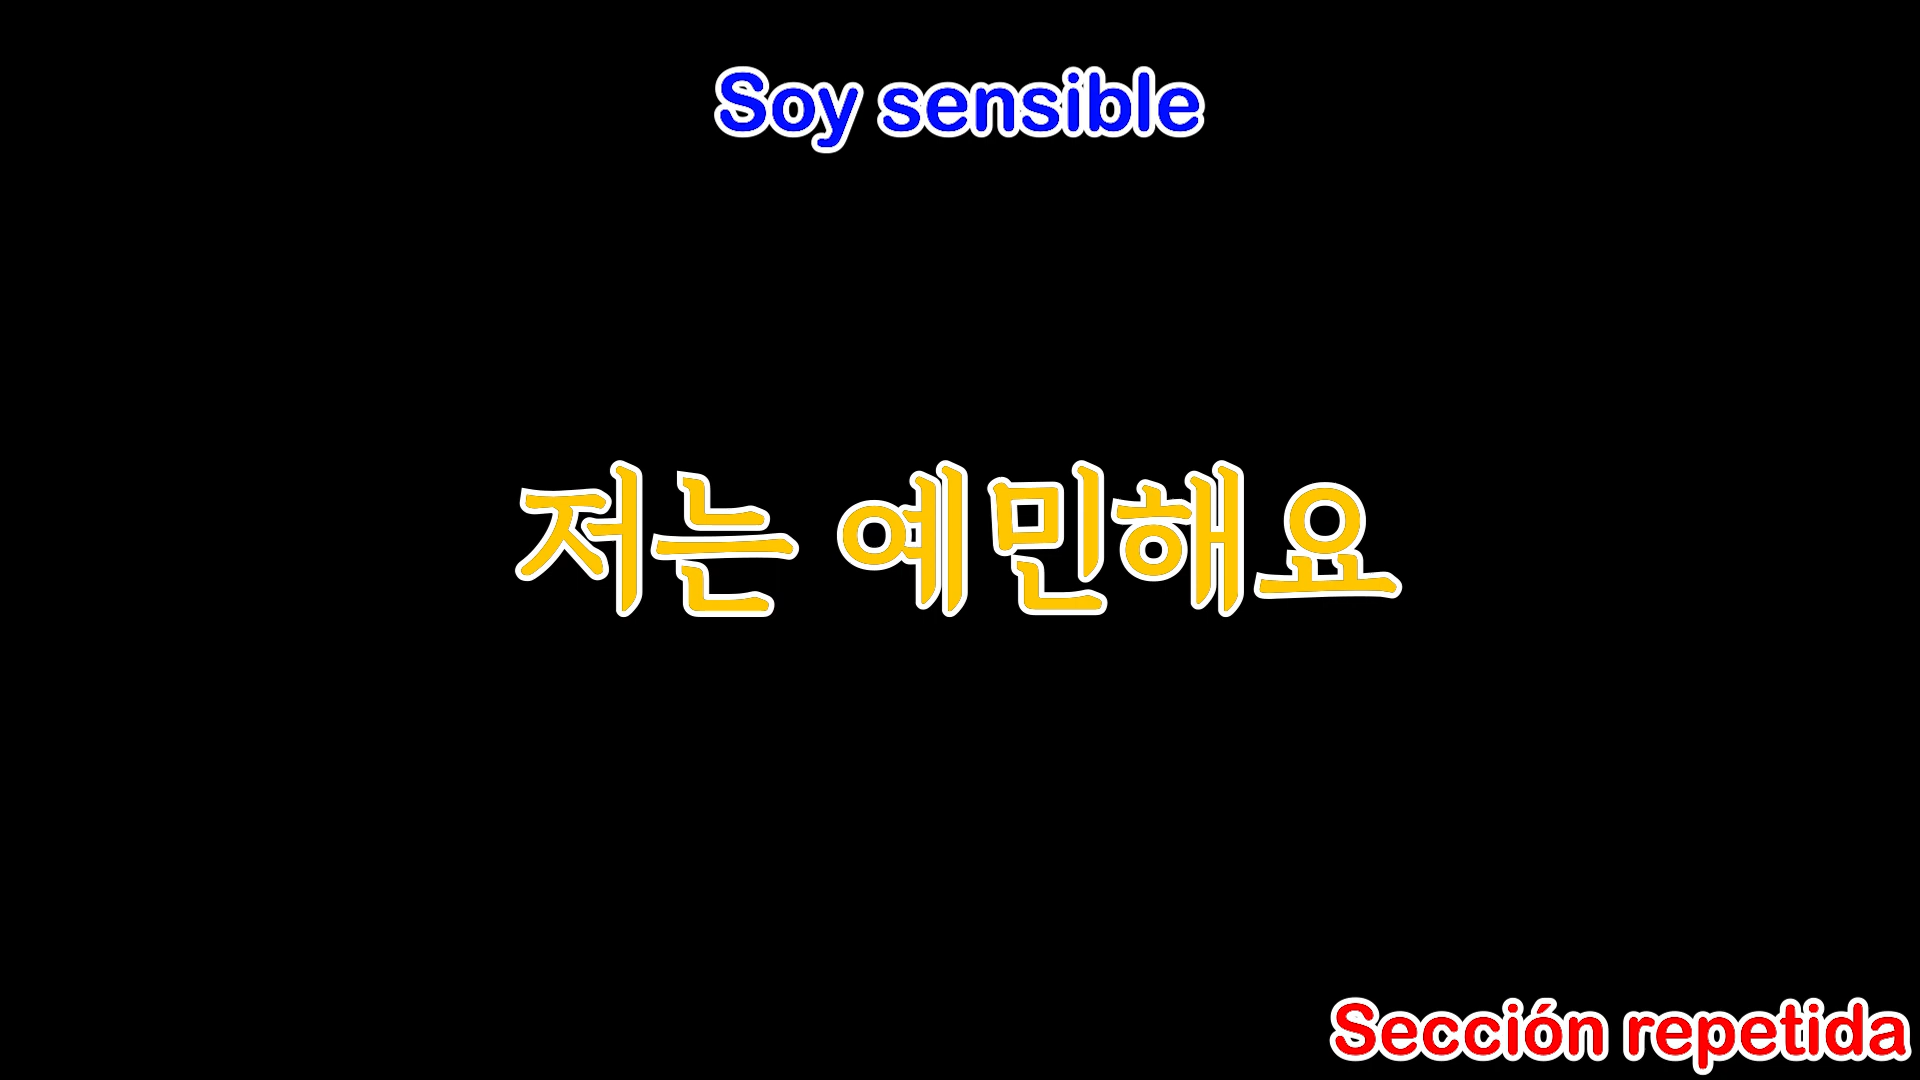 Soy sensible
저는 예민해요
Sección repetida